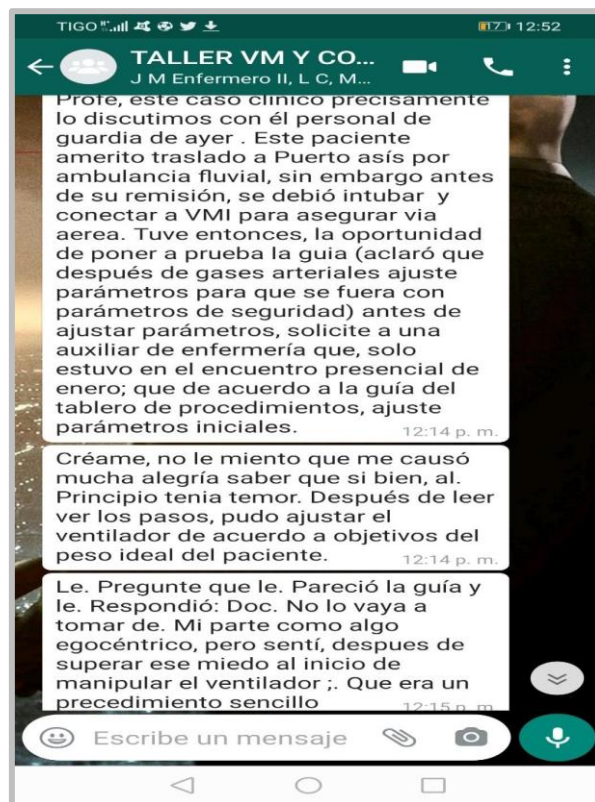 TIGO 17 12:52
TALLER VM Y CO...
J M Enfermero II, L C, M...
Profe, este caso clinico precisamente
lo discutimos con él personal de
guardia de ayer . Este paciente
amerito traslado a Puerto asís por
ambulancia fluvial, sin embargo antes
de su remisión, se debió intubar y
conectar a VMI para asegurar via
aerea. Tuve entonces, la oportunidad
de poner a prueba la guia (aclaró que
después de gases arteriales ajuste
parámetros para que se fuera con
parámetros de seguridad) antes de
ajustar parámetros, solicite a una
auxiliar de enfermería que, solo
estuvo en el encuentro presencial de
enero; que de acuerdo a la guía del
tablero de procedimientos, ajuste
parámetros iniciales. 12:14 p. m.
Créame, no le miento que me causó
mucha alegría saber que si bien, al.
Principio tenia temor. Después de leer
ver los pasos, pudo ajustar el
ventilador de acuerdo a objetivos del
peso ideal del paciente. 12:14 p. m.
Le. Pregunte que le. Pareció la guía y
le. Respondió: Doc. No lo vaya a
tomar de. Mi parte como algo
egocéntrico, pero sentí, despues de
superar ese miedo al inicio de
manipular el ventilador ;. Que era un
precedimiento sencillo 12:15 p. m.
Escribe un mensaje